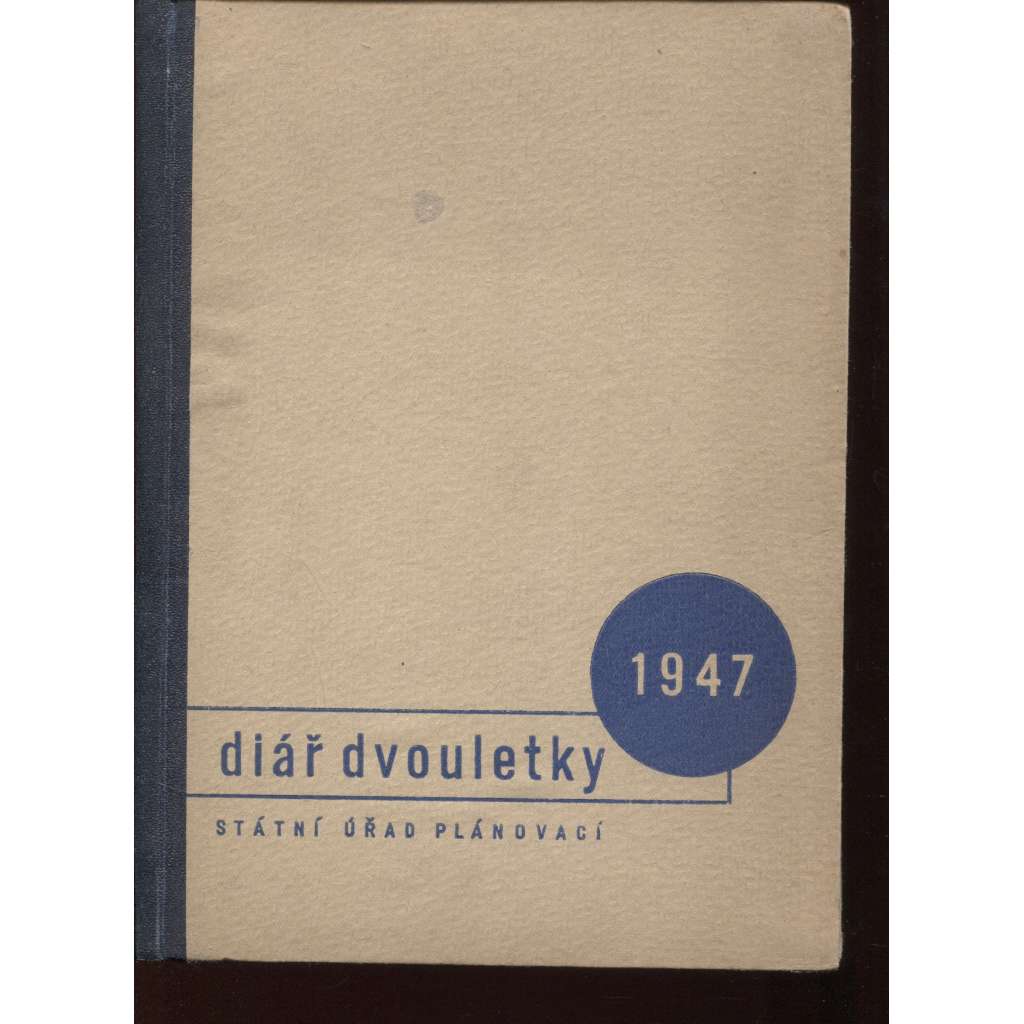 1947
diář dvouletky
STÁTNÍ ÚŘAD PLÁNOVACÍ